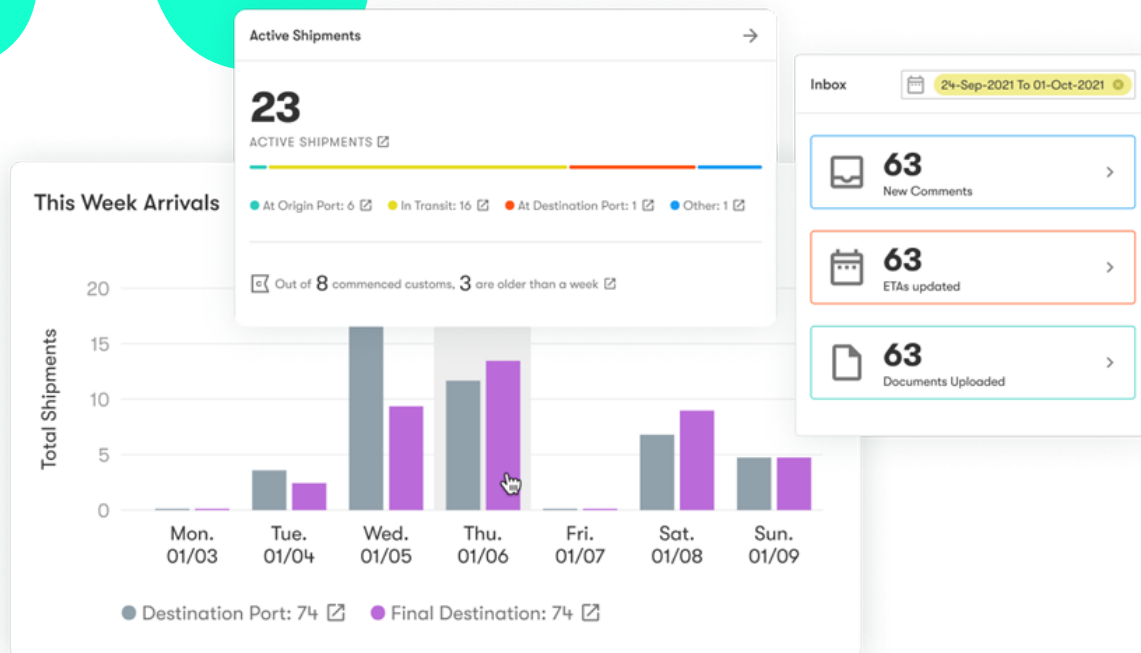 Active Shipments
23
ACTIVE SHIPMENTS
At Origin Port: 6 In Transit: 16 At Destination Port: 1 Other: 1
Out of 8 commenced customs, 3 are older than a week
Inbox 24-Sep-2021 To 01-Oct-2021
63
New Comments
63
ETAs updated
63
Documents Uploaded
This Week Arrivals
Total Shipments
20
15
10
5
0
Mon. Tue. Wed. Thu. Fri. Sat. Sun.
01/03 01/04 01/05 01/06 01/07 01/08 01/09
Destination Port: 74 Final Destination: 74